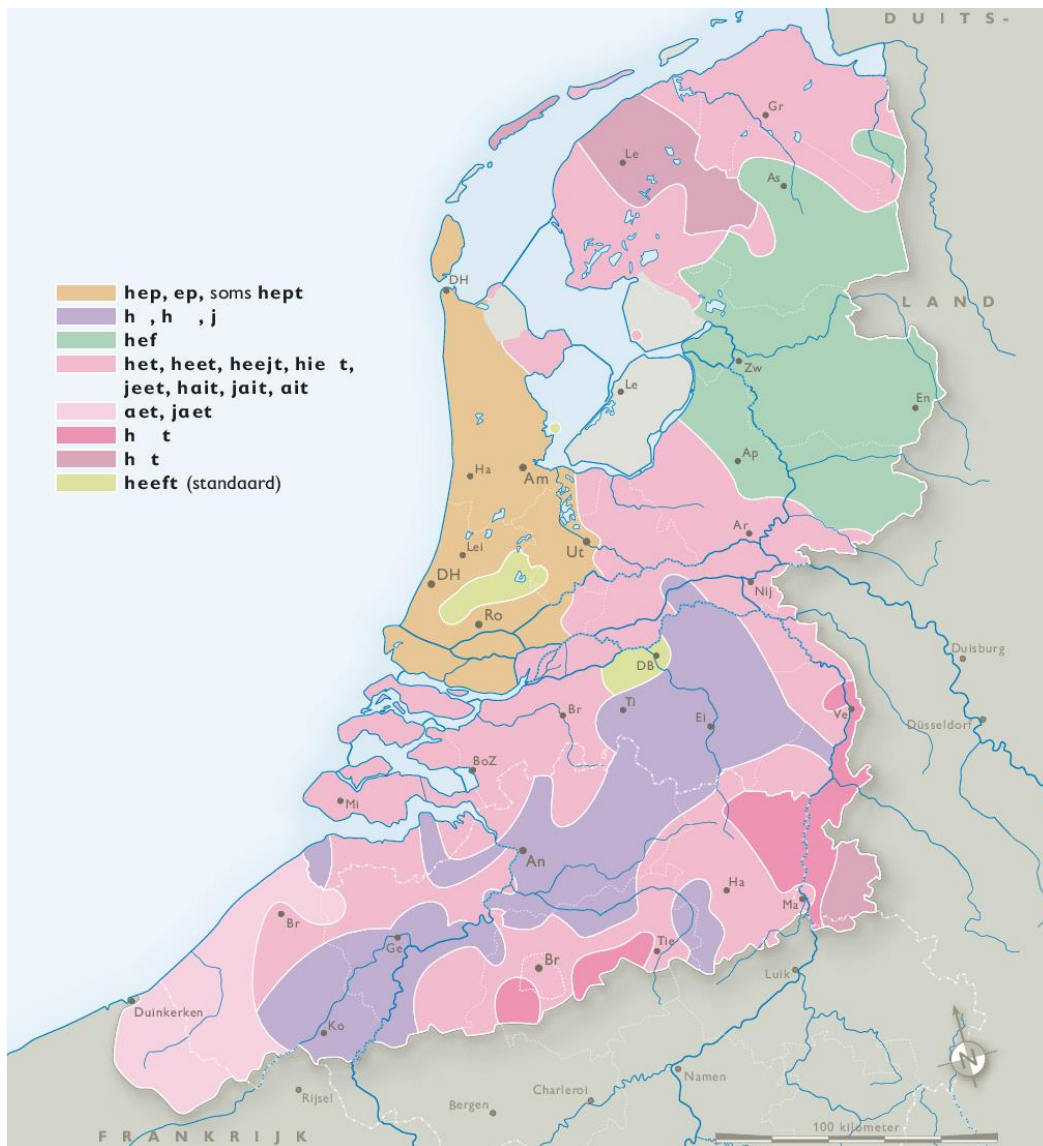 DUITS-
LAND
hep, ep, soms hept
h , h , j
hef
het, heet, heejt, hie t,
jeet, hait, jait, ait
aet, jaet
h t
h t
heeft (standaard)
Gr
Le
As
DH
Zw
Le
En
Ap
Ha
Am
Ar
Ut
Lei
DH
Nij
Ro
DB
Duisburg
Ti
Br
Ei
Ve
Düsseldorf
BoZ
Mi
An
Ha
Ma
Br
Ge
Tie
Br
Luik
Duinkerken
Ko
Namen
Rijsel
Charleroi
Bergen
N
100 kilometer
FRANKRIJK